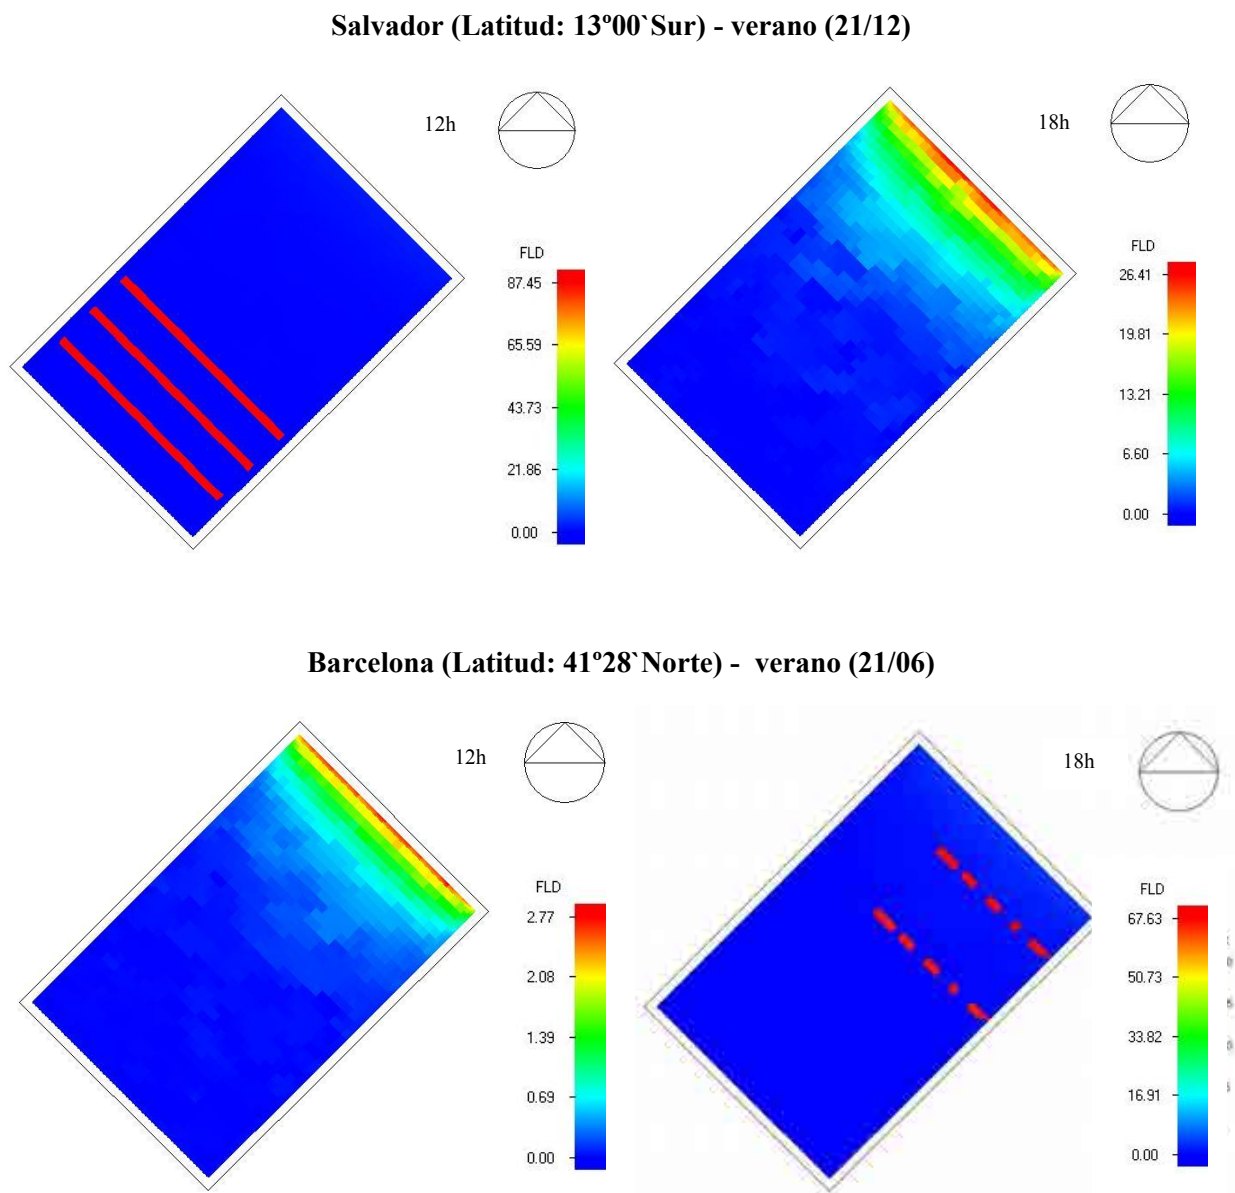 Salvador (Latitud: 13º00`Sur) - verano (21/12)
12h
FLD
87.45
65.59
43.73
21.86
0.00
18h
FLD
26.41
19.81
13.21
6.60
0.00
Barcelona (Latitud: 41º28`Norte) - verano (21/06)
12h
FLD
2.77
2.08
1.39
0.69
0.00
18h
FLD
67.63
50.73
33.82
16.91
0.00